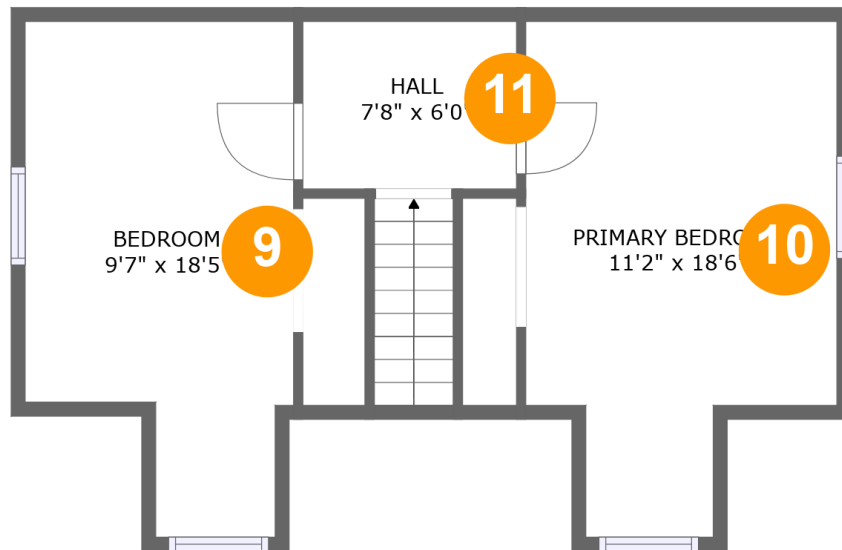 HALL
7'8" x 6'0
11
BEDROOM
9'7" x 18'5
9
PRIMARY
11'2" x 18'6
10